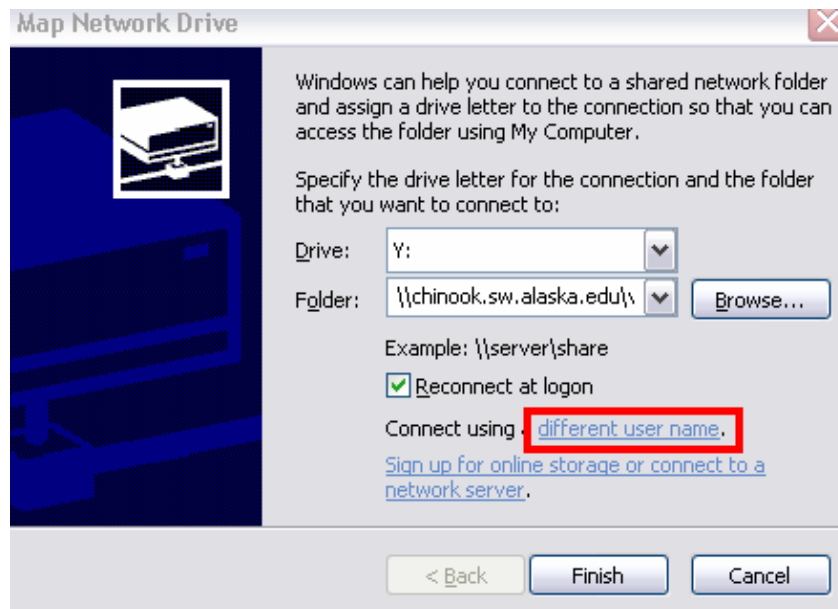 Map Network Drive
Windows can help you connect to a shared network folder
and assign a drive letter to the connection so that you can
access the folder using My Computer.
Specify the drive letter for the connection and the folder
that you want to connect to:
Drive: Y:
Folder: \\chinook.sw.alaska.edu\ Browse...
Example: \\server\share
Reconnect at logon
Connect using different user name.
Sign up for online storage or connect to a
network server.
< Back Finish Cancel